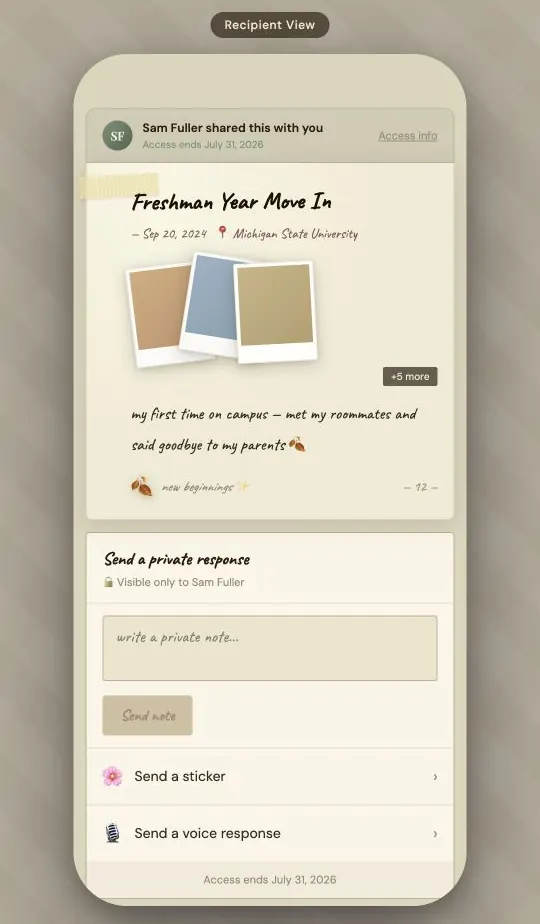 Recipient View
SF
Sam Fuller shared this with you
Access ends July 31, 2026
Access info
Freshman Year Move In
— Sep 20, 2024 📍 Michigan State University
+5 more
my first time on campus — met my roommates and
said goodbye to my parents 🍂
🍂 new beginnings ✨
— 12 —
Send a private response
🔒 Visible only to Sam Fuller
write a private note...
Send note
🌸 Send a sticker ›
🎙️ Send a voice response ›
Access ends July 31, 2026